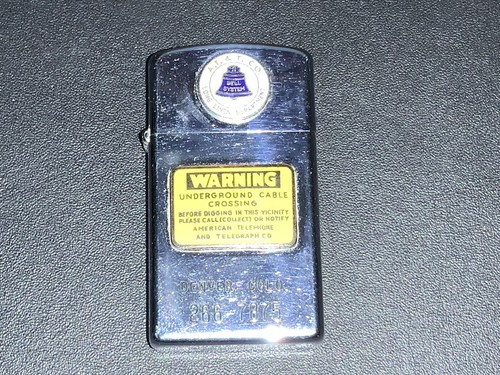 A.T.& T. CO.
BELL
SYSTEM
WARNING
UNDERGROUND CABLE
CROSSING
BEFORE DIGGING IN THIS VICINITY
PLEASE CALL(COLLECT) OR NOTIFY
AMERICAN TELEPHONE
AND TELEGRAPH CO
DENVER, COLO.